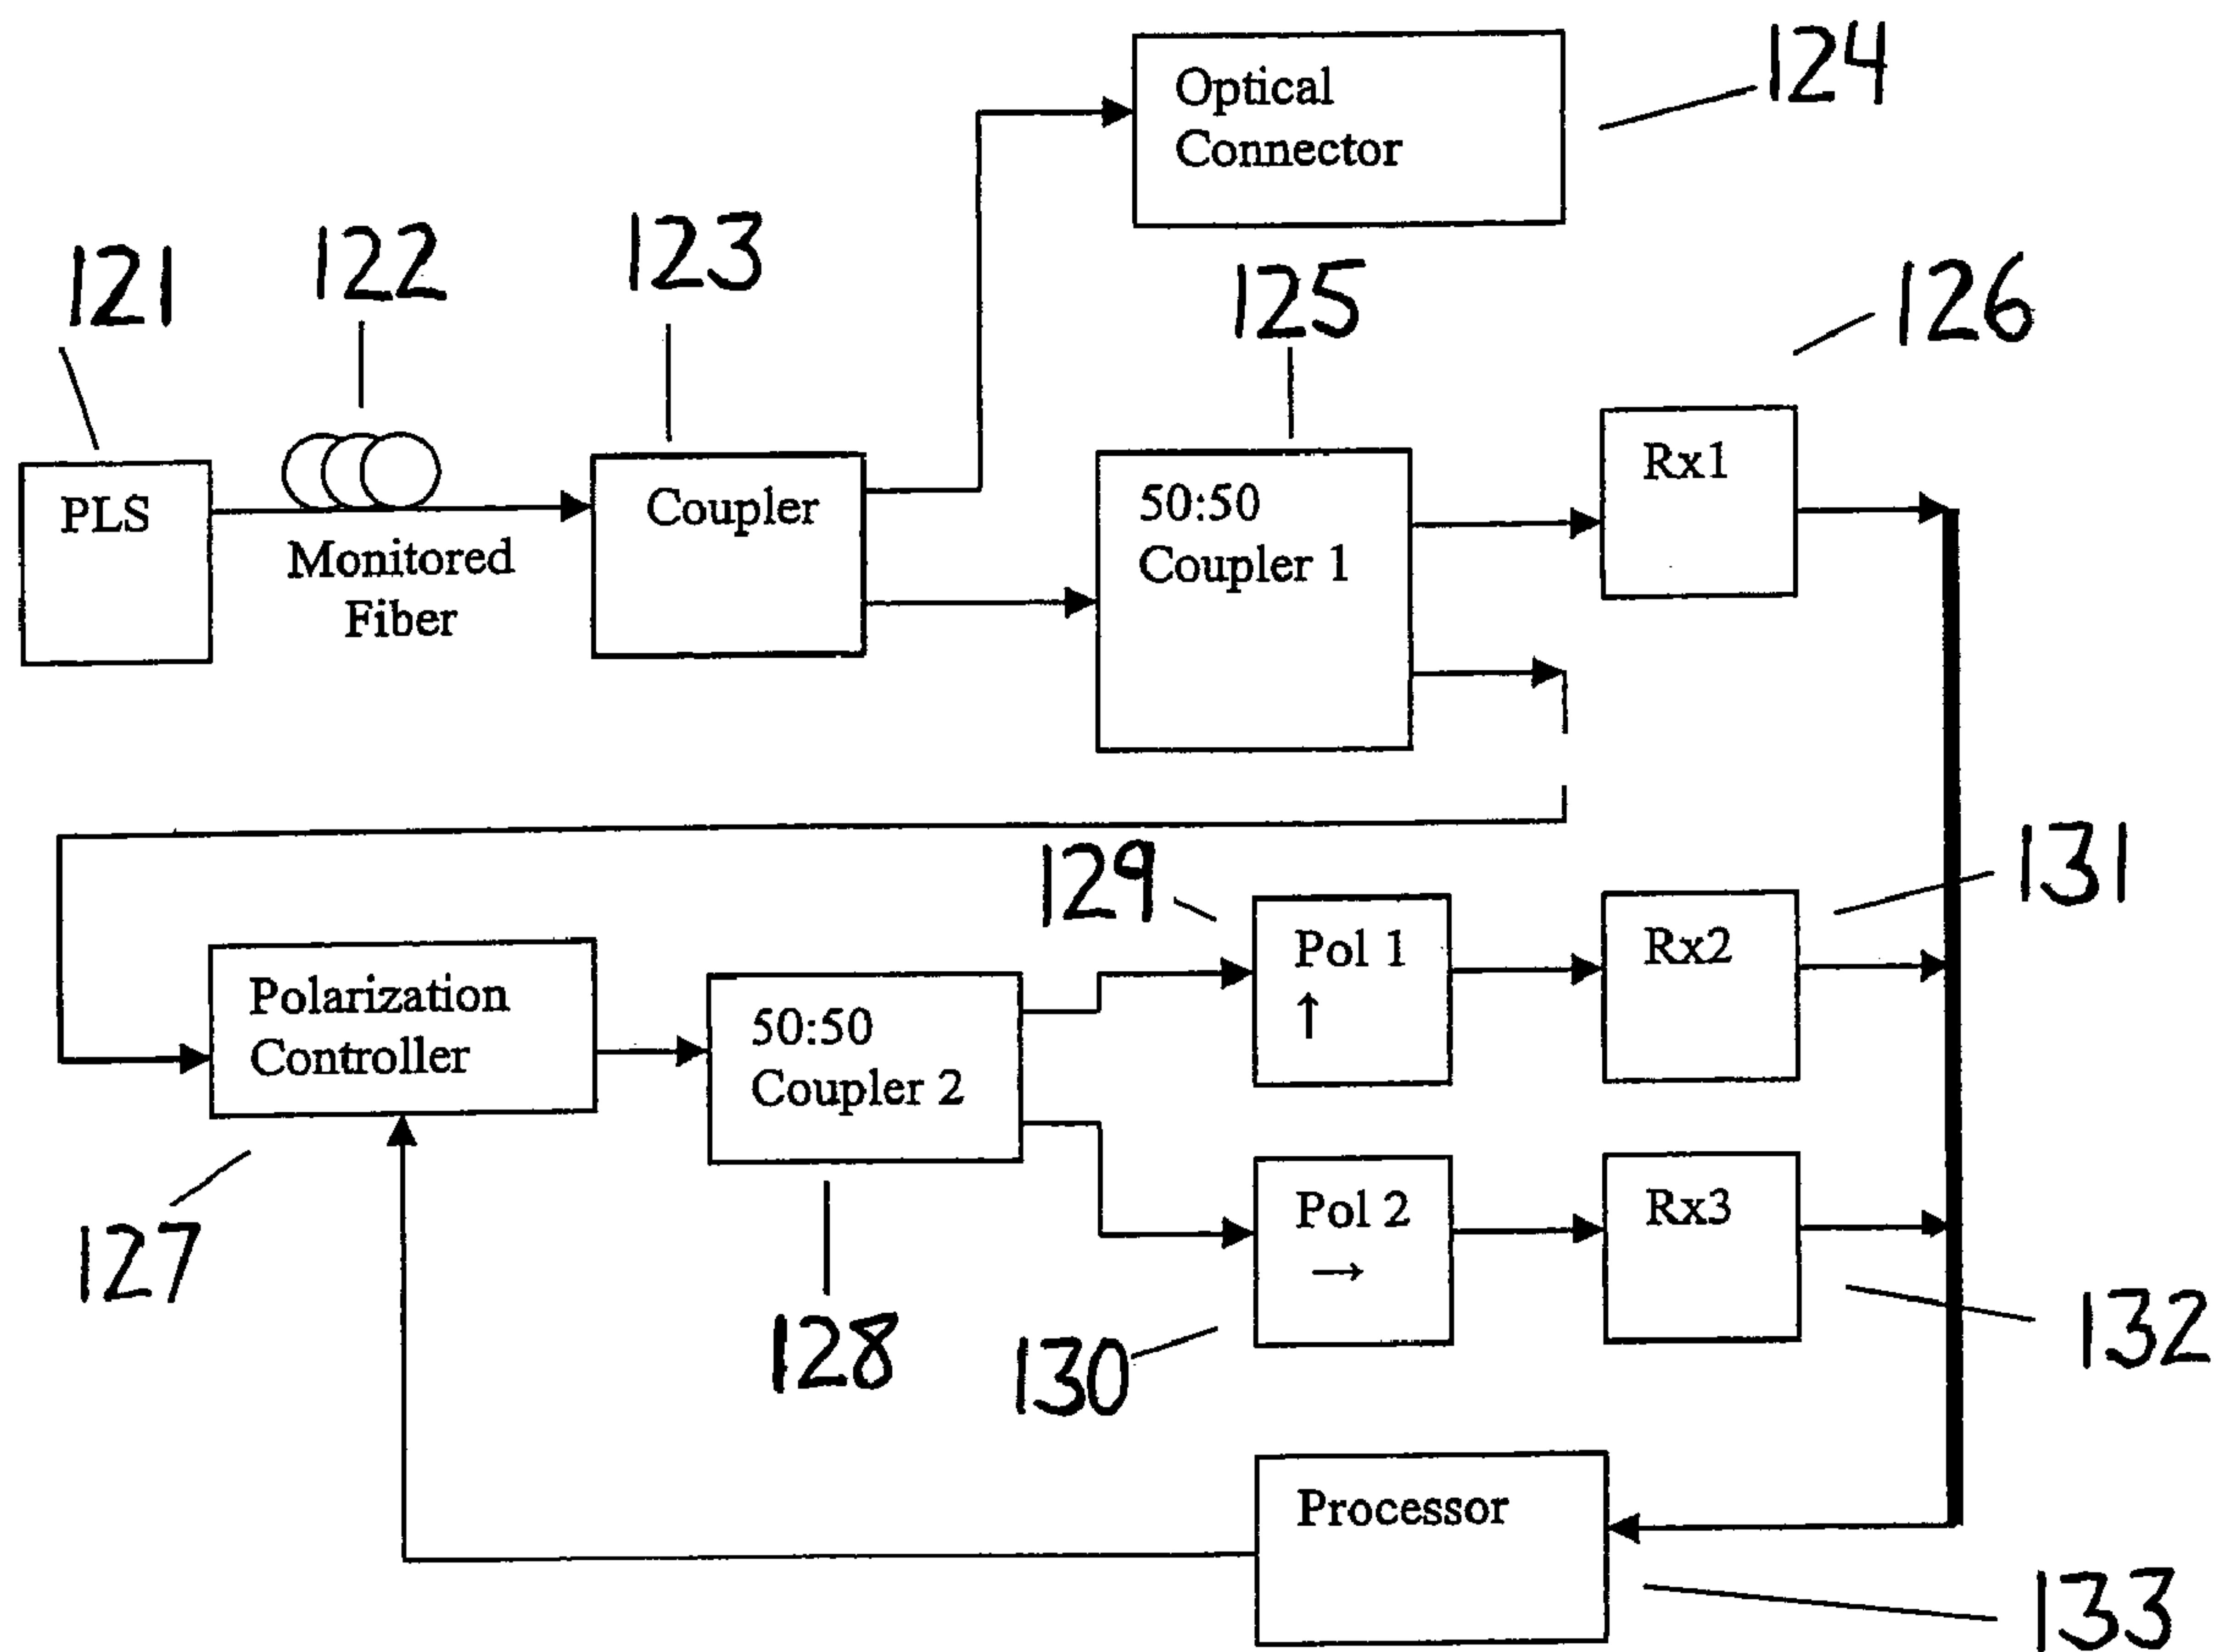 124
Optical
Connector
121
122
123
125
126
PLS
Monitored
Fiber
Coupler
50:50
Coupler 1
Rx1
129
131
Polarization
Controller
50:50
Coupler 2
Pol 1
↑
Rx2
127
128
130
Pol 2
→
Rx3
132
Processor
133